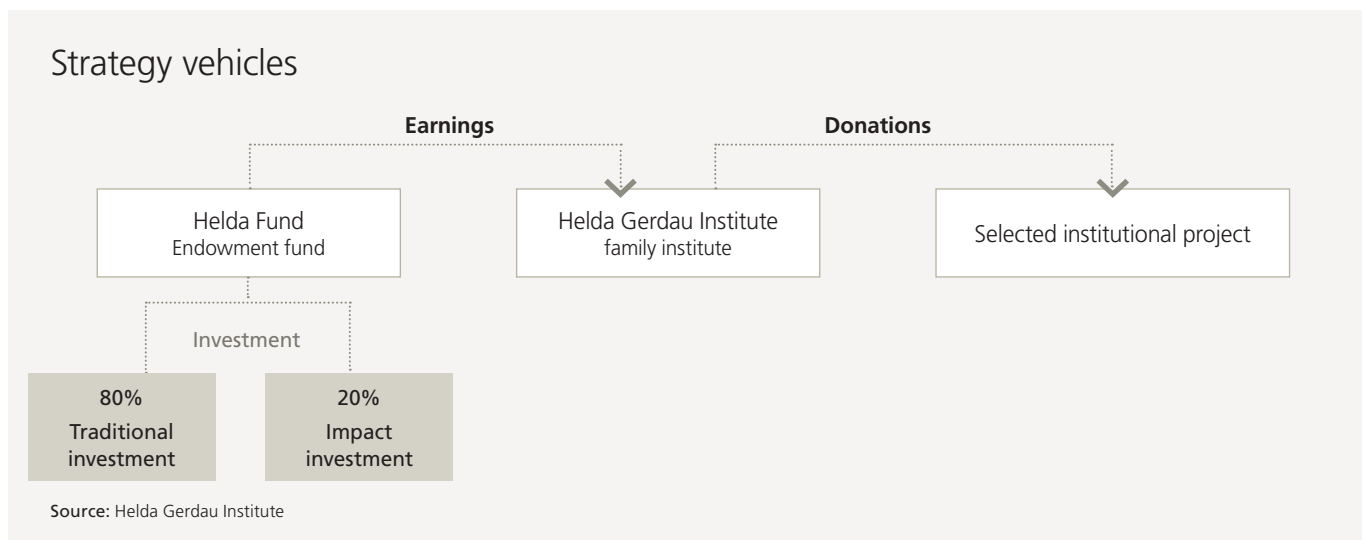 Strategy vehicles
Earnings
Donations
Helda Fund
Endowment fund
Helda Gerdau Institute
family institute
Selected institutional project
Investment
80%
Traditional
investment
20%
Impact
investment
Source: Helda Gerdau Institute